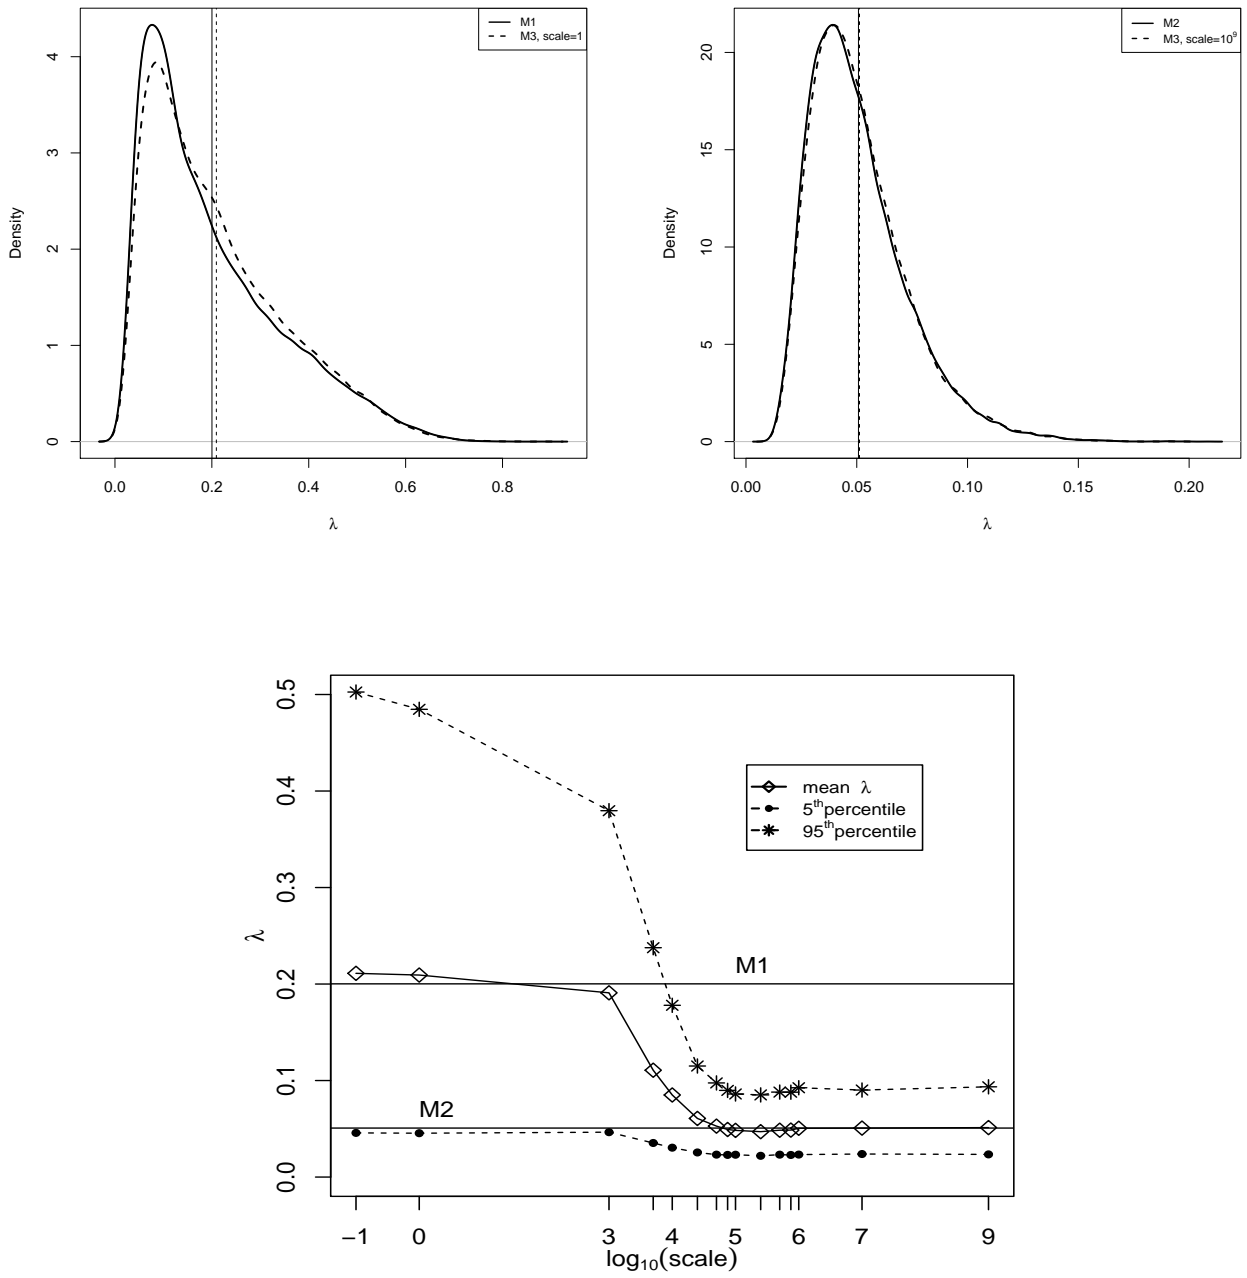 M1
M3, scale=1
Density
0
1
2
3
4
0.0 0.2 0.4 0.6 0.8
λ
M2
M3, scale=10⁹
Density
0
5
10
15
20
0.00 0.05 0.10 0.15 0.20
λ
mean λ
5ᵗʰpercentile
95ᵗʰpercentile
M1
M2
λ
0.0
0.1
0.2
0.3
0.4
0.5
−1 0 3 4 5 6 7 9
log₁₀(scale)